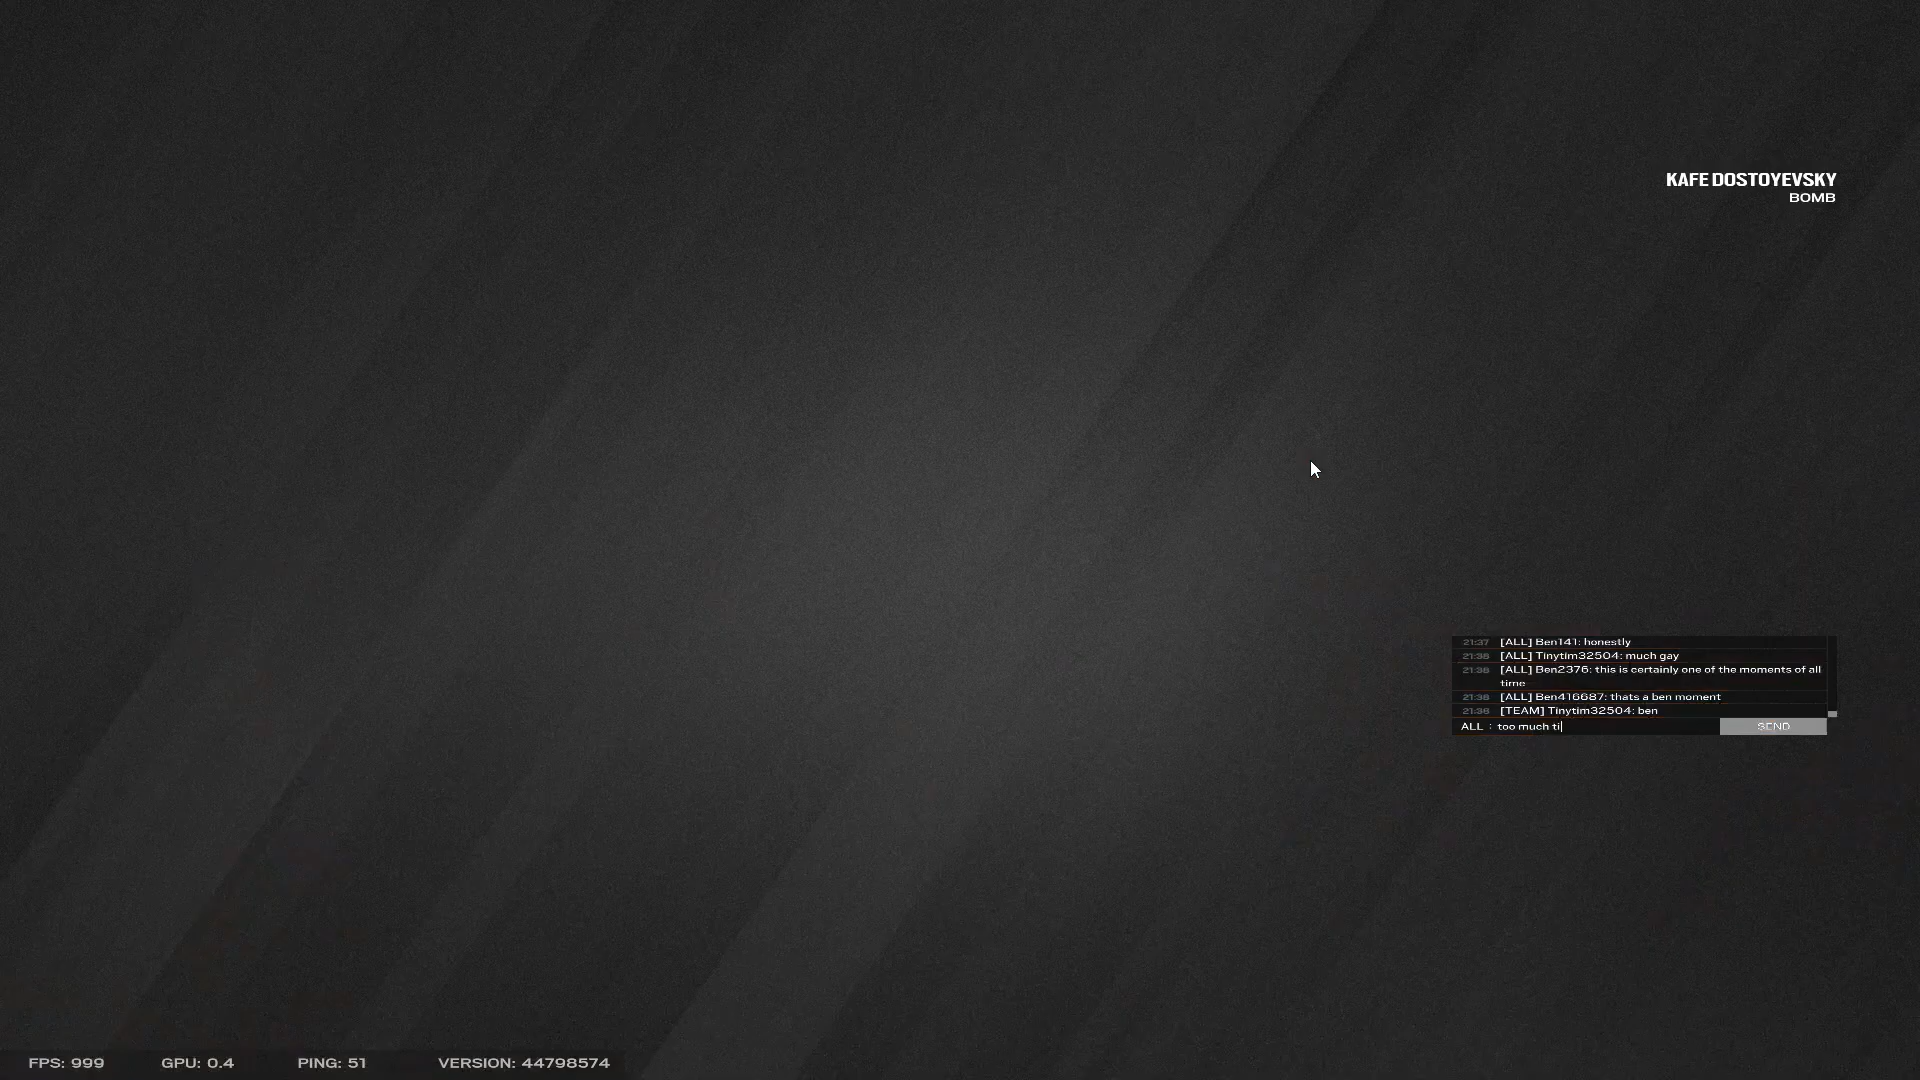 KAFE DOSTOYEVSKY
BOMB
21:37 [ALL] Ben141: honestly
21:38 [ALL] Tinytim32504: much gay
21:38 [ALL] Ben2376: this is certainly one of the moments of all
time
21:38 [ALL] Ben416687: thats a ben moment
21:38 [TEAM] Tinytim32504: ben
ALL : too much ti
SEND
FPS: 999 GPU: 0.4 PING: 51 VERSION: 44798574